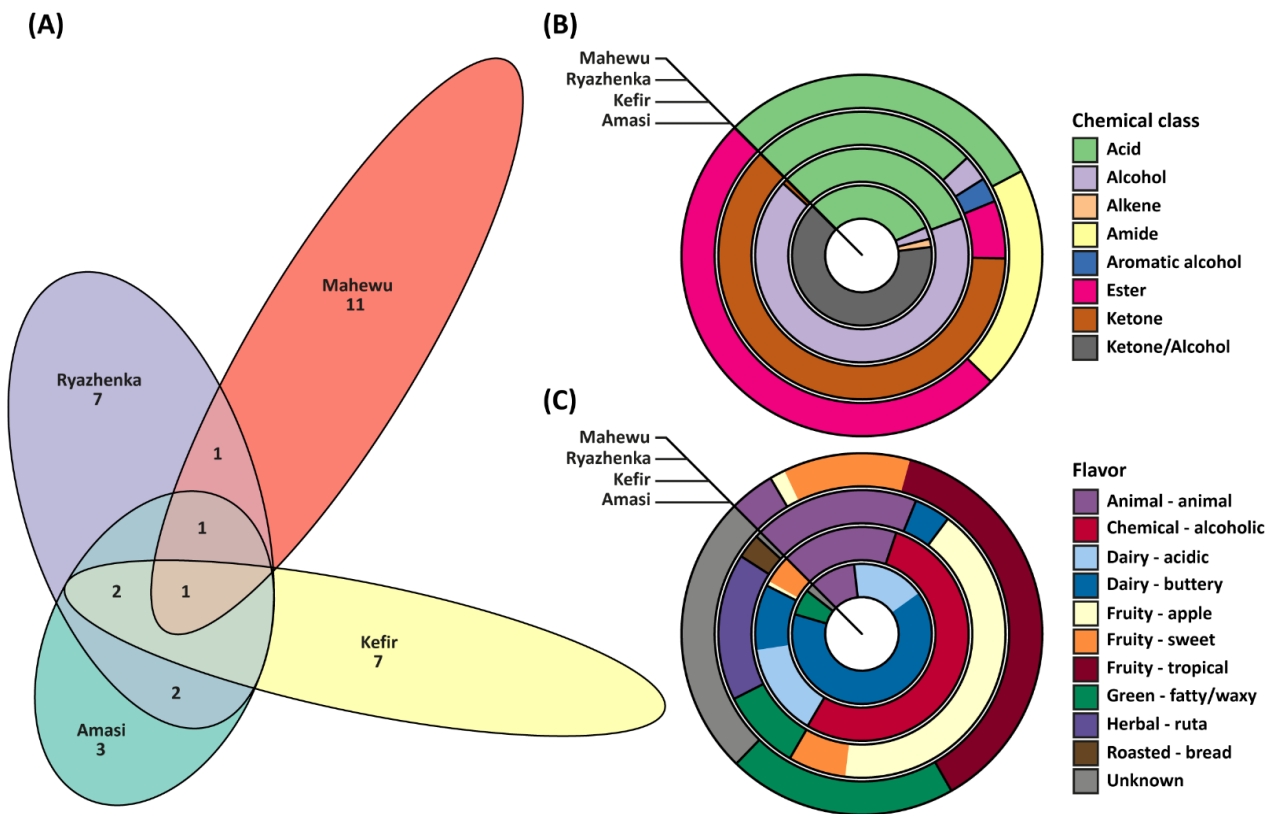 (A)
Mahewu
11
Ryazhenka
7
1
1
2
1
Kefir
7
2
Amasi
3
(B)
Mahewu
Ryazhenka
Kefir
Amasi
Chemical class
Acid
Alcohol
Alkene
Amide
Aromatic alcohol
Ester
Ketone
Ketone/Alcohol
(C)
Mahewu
Ryazhenka
Kefir
Amasi
Flavor
Animal - animal
Chemical - alcoholic
Dairy - acidic
Dairy - buttery
Fruity - apple
Fruity - sweet
Fruity - tropical
Green - fatty/waxy
Herbal - ruta
Roasted - bread
Unknown